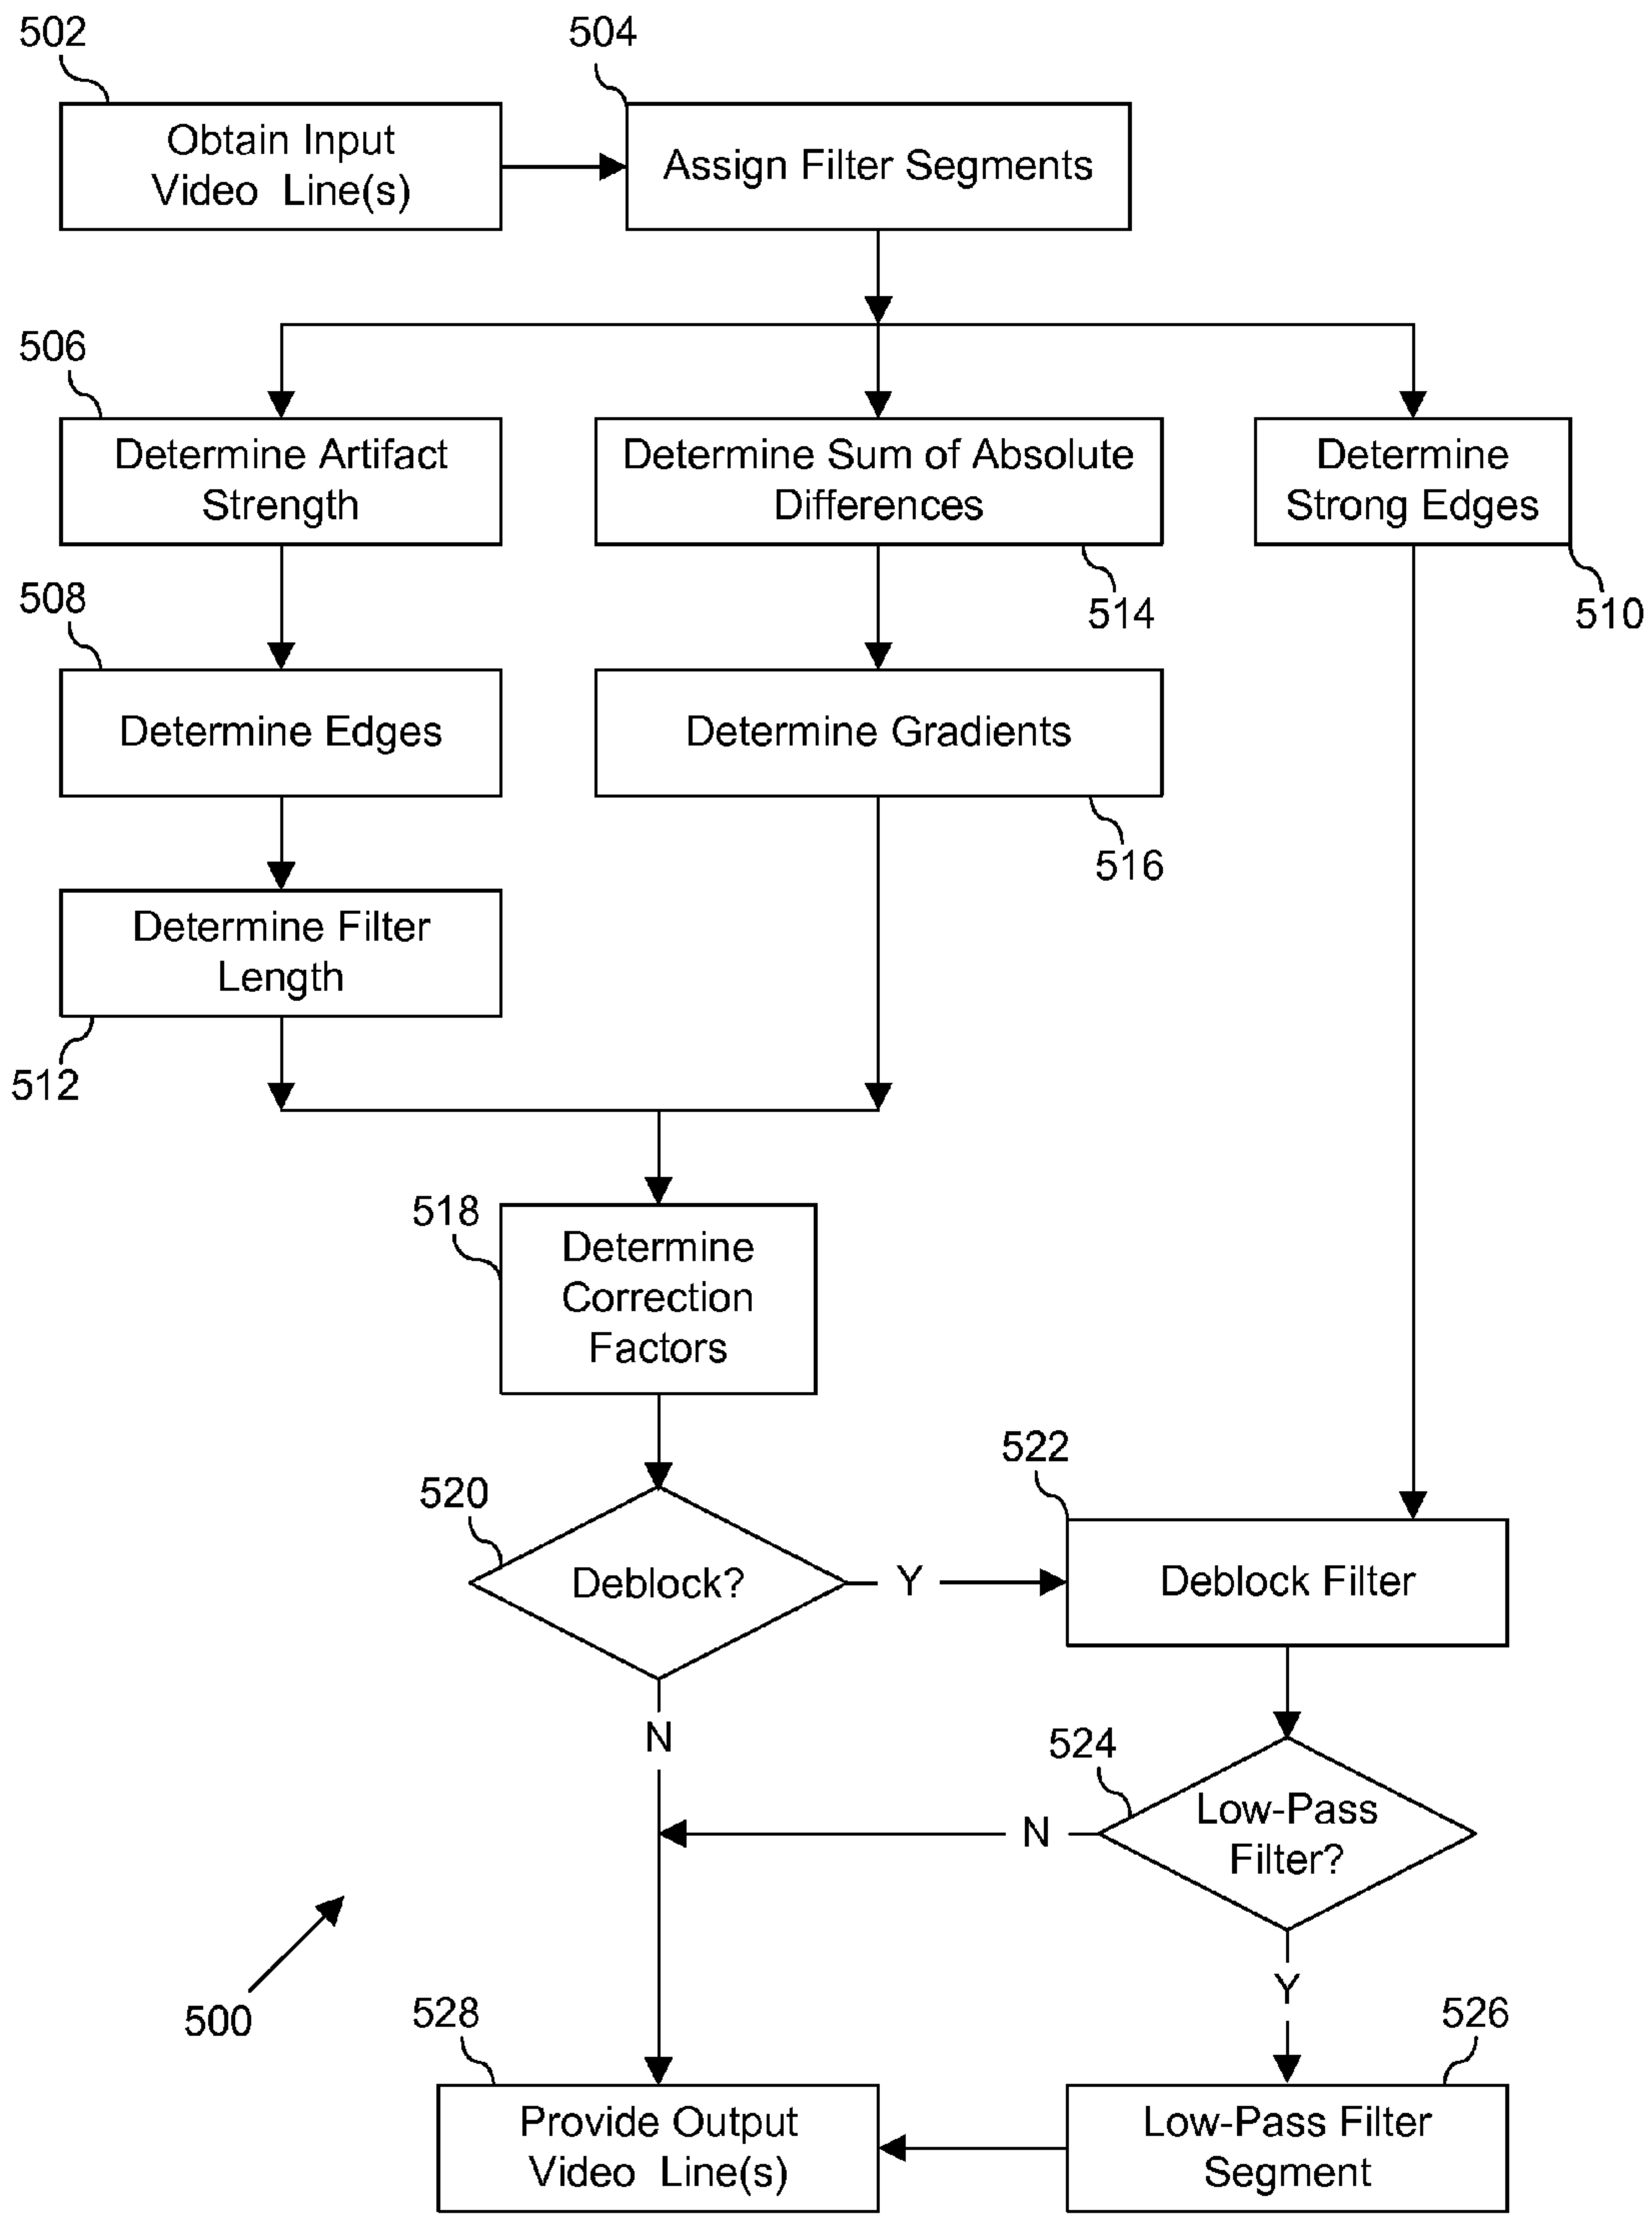 502
504
Obtain Input
Video Line(s)
Assign Filter Segments
506
Determine Artifact
Strength
Determine Sum of Absolute
Differences
Determine
Strong Edges
514
510
508
Determine Edges
Determine Gradients
516
Determine Filter
Length
512
518
Determine
Correction
Factors
522
520
Deblock?
Y
Deblock Filter
N
524
Low-Pass
Filter?
N
Y
500
528
526
Provide Output
Video Line(s)
Low-Pass Filter
Segment